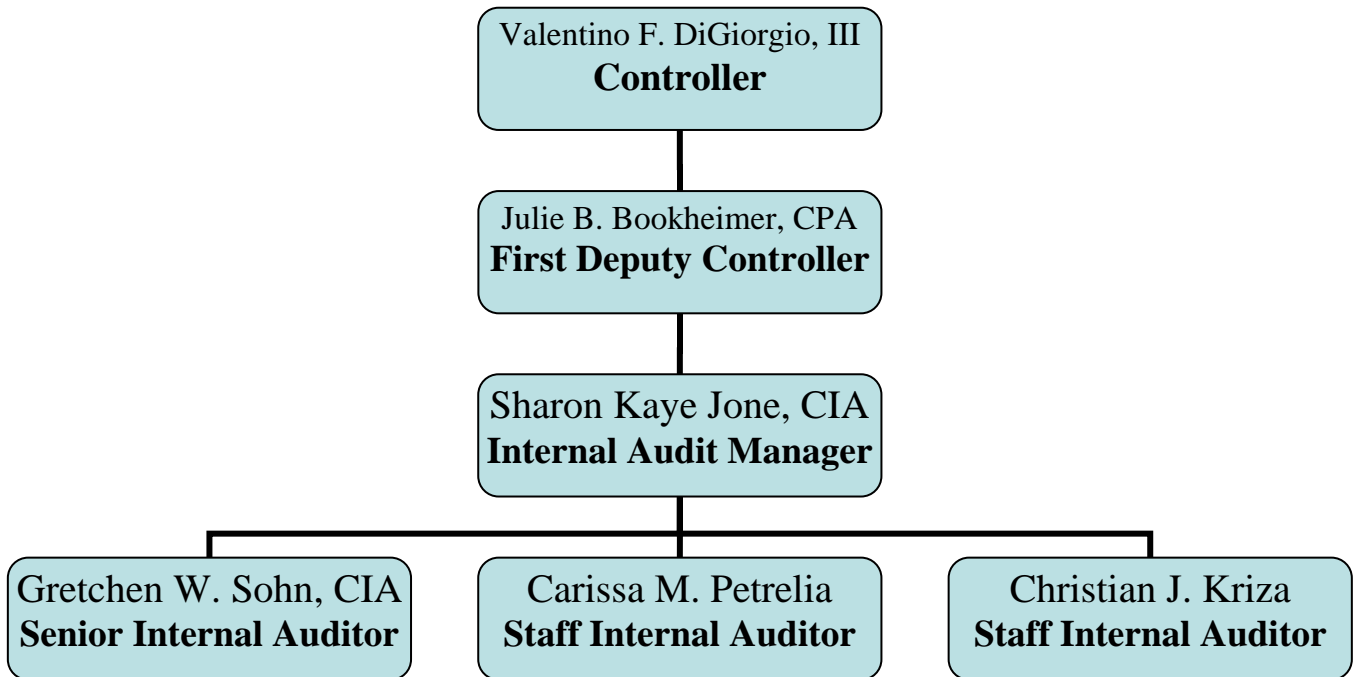 Valentino F. DiGiorgio, III
Controller
Julie B. Bookheimer, CPA
First Deputy Controller
Sharon Kaye Jone, CIA
Internal Audit Manager
Gretchen W. Sohn, CIA
Senior Internal Auditor
Carissa M. Petrelia
Staff Internal Auditor
Christian J. Kriza
Staff Internal Auditor